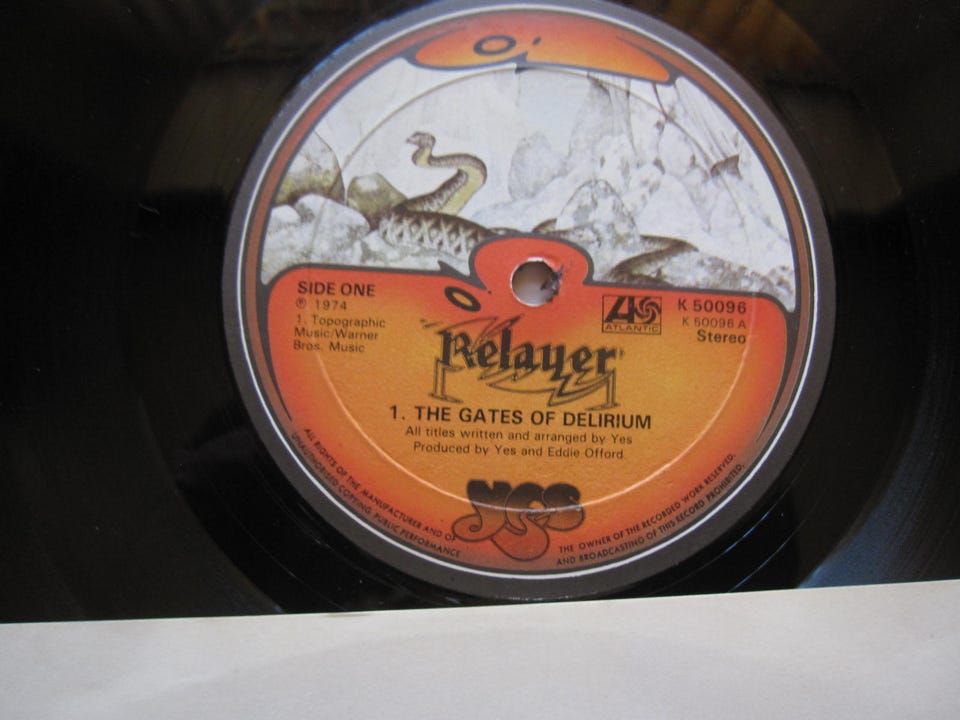 SIDE ONE
℗ 1974
1. Topographic
Music/Warner
Bros. Music
ATLANTIC
K 50096
K 50096 A
Stereo
Relayer
1. THE GATES OF DELIRIUM
All titles written and arranged by Yes
Produced by Yes and Eddie Offord
YES
ALL RIGHTS OF THE MANUFACTURER AND OF
THE OWNER OF THE RECORDED WORK RESERVED.
UNAUTHORISED COPYING, PUBLIC PERFORMANCE
AND BROADCASTING OF THIS RECORD PROHIBITED.